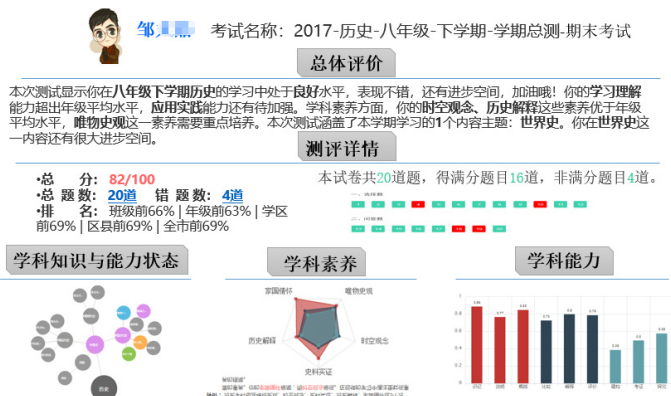 邹
考试名称：2017-历史-八年级-下学期-学期总测-期末考试
总体评价
本次测试显示你在八年级下学期历史的学习中处于良好水平，表现不错，还有进步空间，加油哦！你的学习理解
能力超出年级平均水平，应用实践能力还有待加强。学科素养方面，你的时空观念、历史解释这些素养优于年级
平均水平，唯物史观这一素养需要重点培养。本次测试涵盖了本学期学习的1个内容主题：世界史。你在世界史这
一内容还有很大进步空间。
测评详情
•总 分：82/100
•总 题 数：20道 错 题 数：4道
•排 名：班级前66% | 年级前63% | 学区
前69% | 区县前69% | 全市前69%
本试卷共20道题，得满分题目16道，非满分题目4道。
学科知识与能力状态
学科素养
学科能力
家国情怀
唯物史观
历史解释
时空观念
史料实证
历史